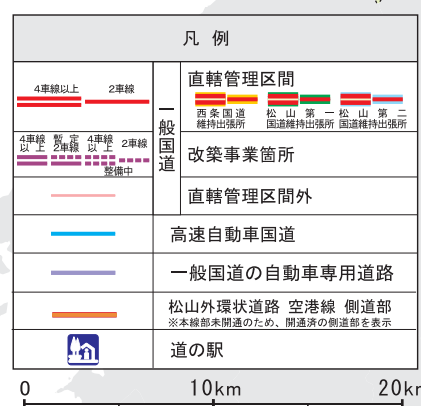 凡例
4車線以上 2車線
一般国道
直轄管理区間
西条国道 松山第一 松山第二
維持出張所 国道維持出張所 国道維持出張所
4車線 暫定 4車線 2車線
以上 2車線 以上
整備中
改築事業箇所
直轄管理区間外
高速自動車国道
一般国道の自動車専用道路
松山外環状道路 空港線 側道部
※本線部未開通のため、開通済の側道部を表示
道の駅
0 10km 20km